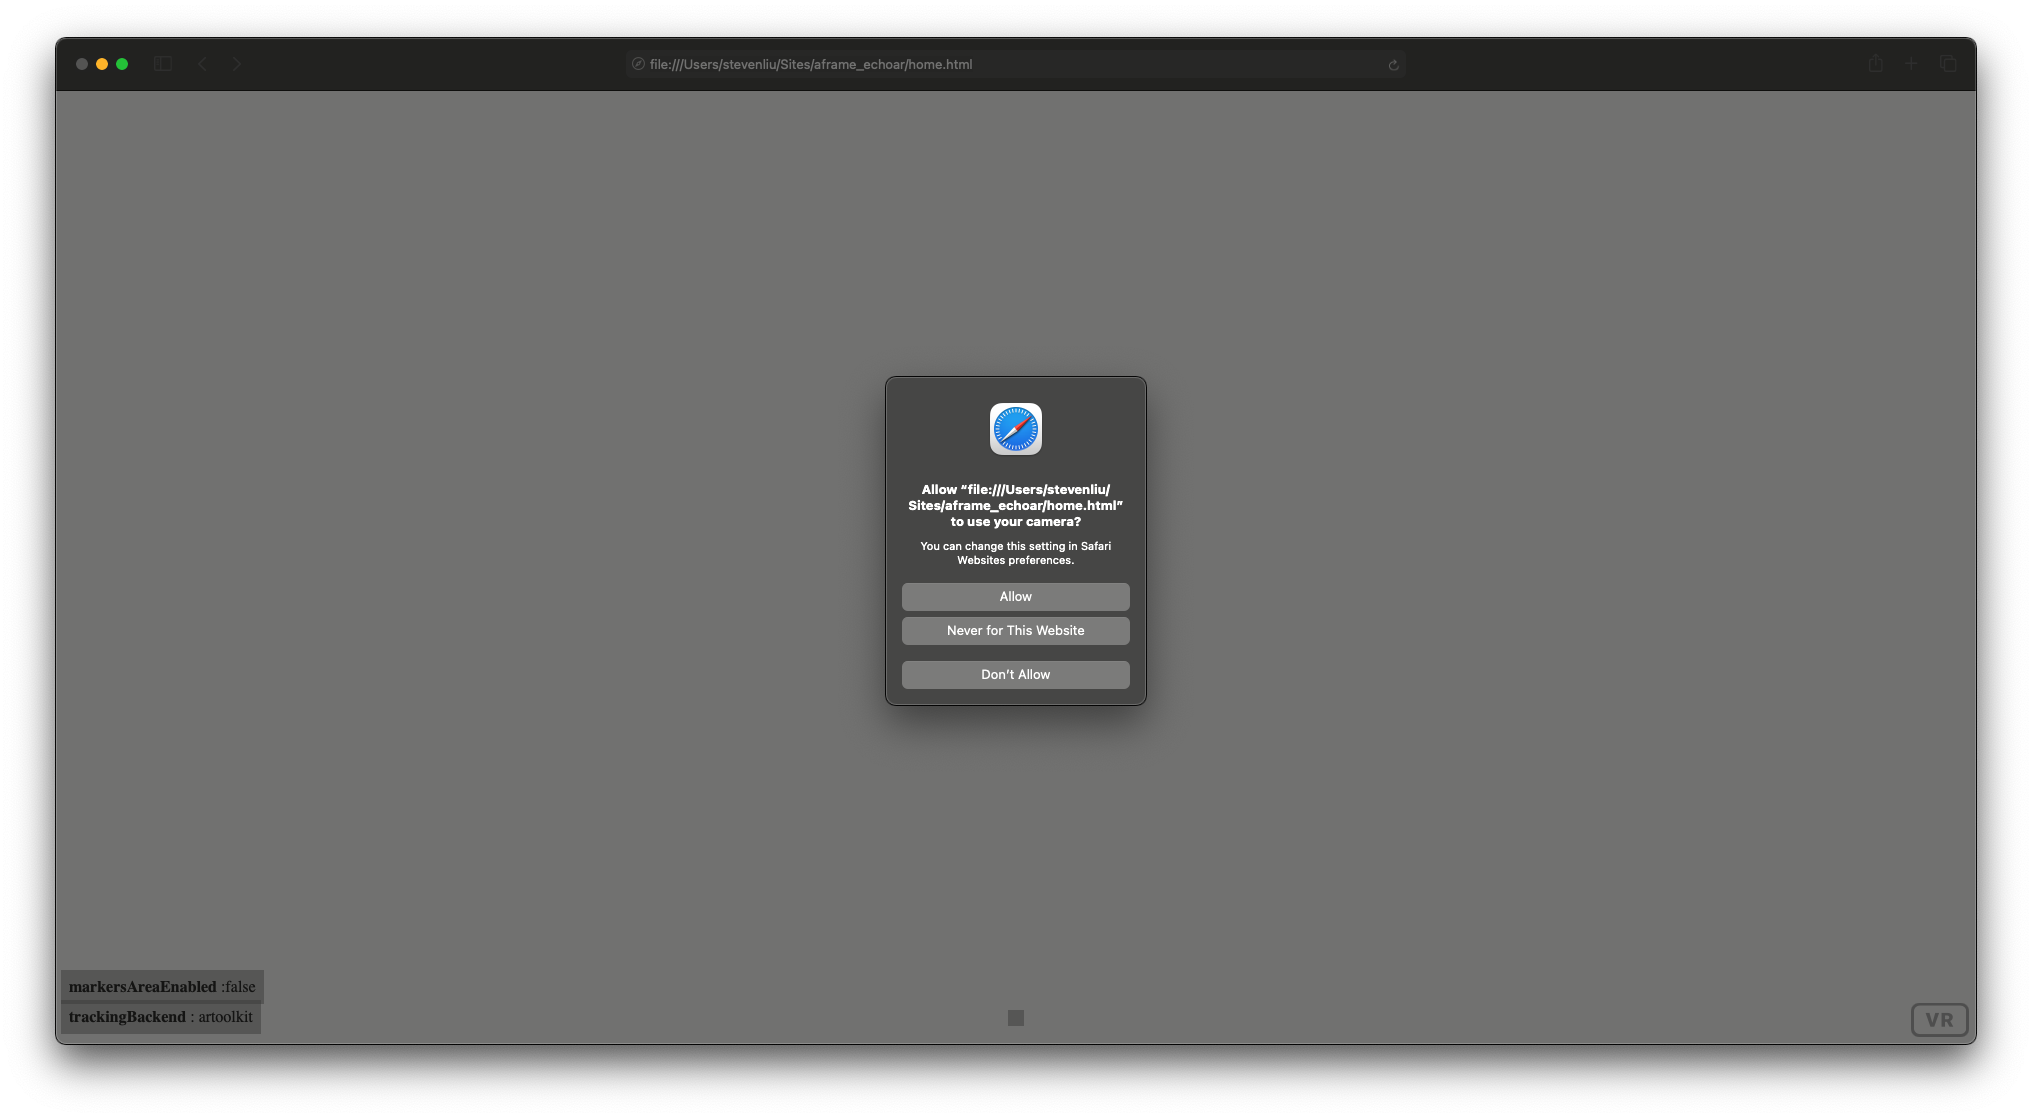 file:///Users/stevenliu/Sites/aframe_echoar/home.html
Allow “file:///Users/stevenliu/
Sites/aframe_echoar/home.html”
to use your camera?
You can change this setting in Safari
Websites preferences.
Allow
Never for This Website
Don’t Allow
markersAreaEnabled :false
trackingBackend : artoolkit
VR